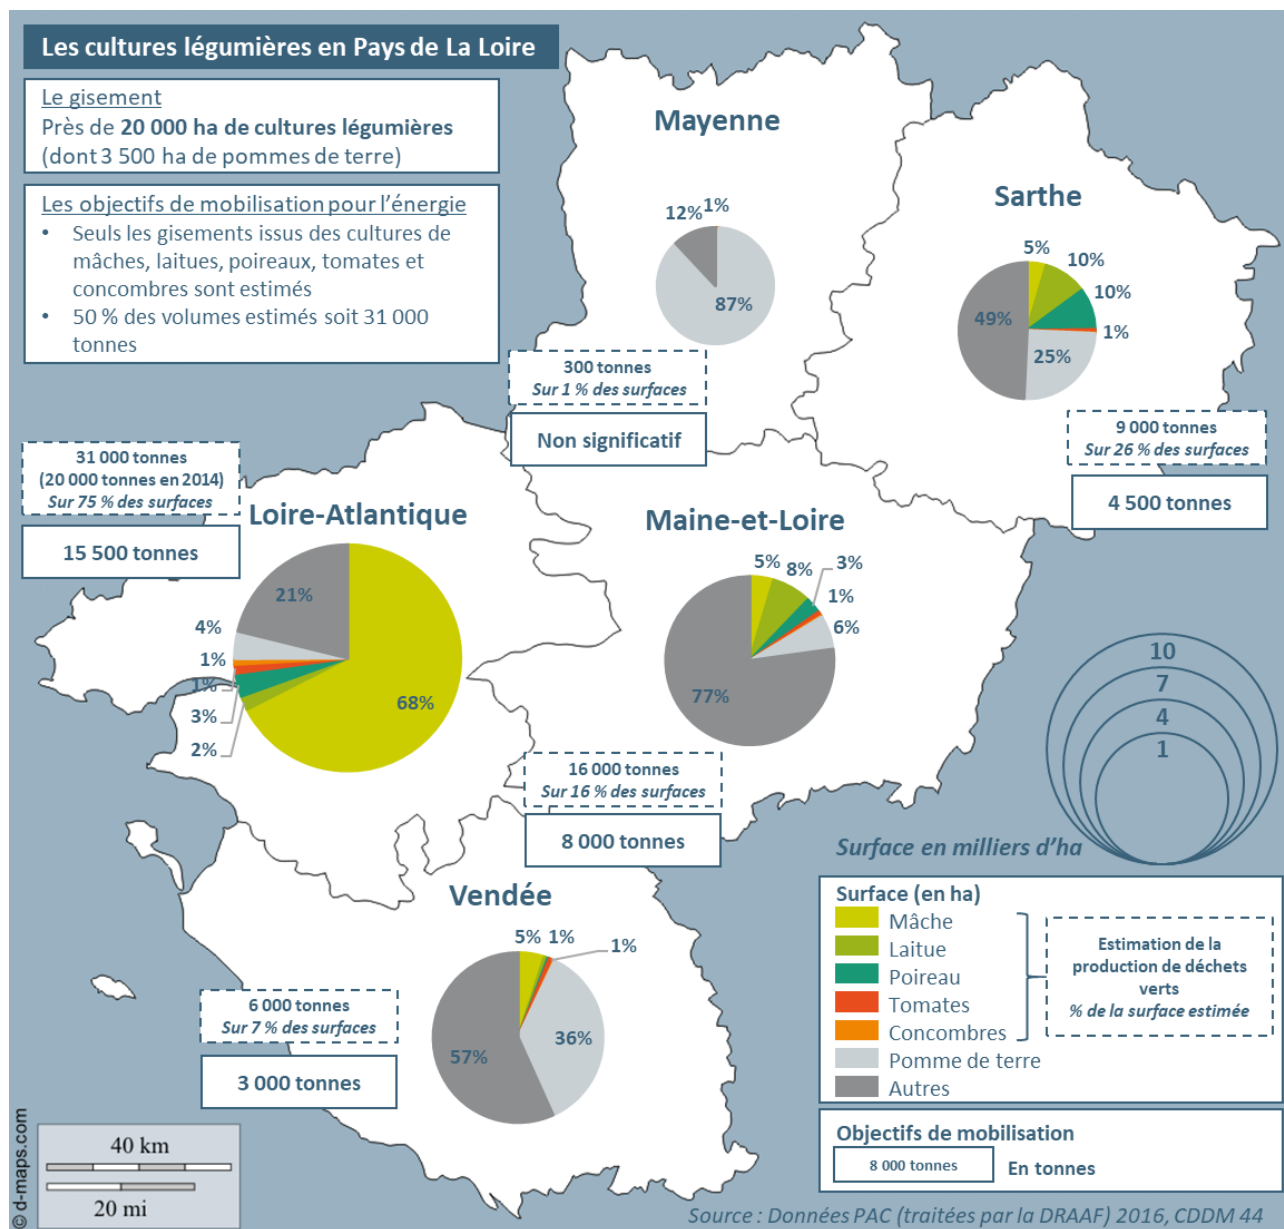 Les cultures légumières en Pays de La Loire
Le gisement
Près de 20 000 ha de cultures légumières
(dont 3 500 ha de pommes de terre)
Les objectifs de mobilisation pour l'énergie
• Seuls les gisements issus des cultures de
mâches, laitues, poireaux, tomates et
concombres sont estimés
• 50 % des volumes estimés soit 31 000
tonnes
Mayenne
12%
1%
87%
300 tonnes
Sur 1 % des surfaces
Non significatif
Sarthe
5%
10%
10%
1%
25%
49%
9 000 tonnes
Sur 26 % des surfaces
4 500 tonnes
31 000 tonnes
(20 000 tonnes en 2014)
Sur 75 % des surfaces
15 500 tonnes
Loire-Atlantique
21%
4%
1%
1%
3%
2%
68%
Maine-et-Loire
5%
8%
3%
1%
6%
77%
16 000 tonnes
Sur 16 % des surfaces
8 000 tonnes
Vendée
5%
1%
1%
36%
57%
6 000 tonnes
Sur 7 % des surfaces
3 000 tonnes
10
7
4
1
Surface en milliers d'ha
Surface (en ha)
Mâche
Laitue
Poireau
Tomates
Concombres
Pomme de terre
Autres
Estimation de la
production de déchets
verts
% de la surface estimée
Objectifs de mobilisation
8 000 tonnes
En tonnes
40 km
20 mi
© d-maps.com
Source : Données PAC (traitées par la DRAAF) 2016, CDDM 44